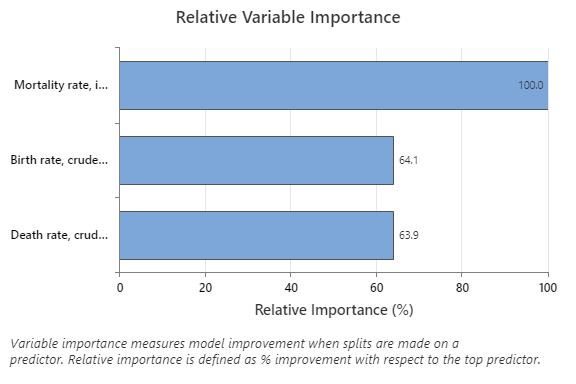 Relative Variable Importance
Mortality rate, i...
100.0
Birth rate, crude...
64.1
Death rate, crud...
63.9
0 20 40 60 80 100
Relative Importance (%)
Variable importance measures model improvement when splits are made on a
predictor. Relative importance is defined as % improvement with respect to the top predictor.